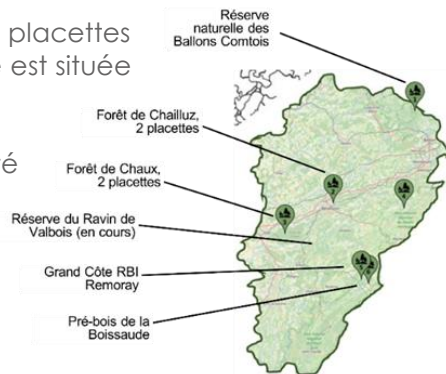 placettes
est située
té
Réserve
naturelle des
Ballons Comtois
Forêt de Chailluz,
2 placettes
Forêt de Chaux,
2 placettes
Réserve du Ravin de
Valbois (en cours)
Grand Côte RBI
Remoray
Pré-bois de la
Boissaude